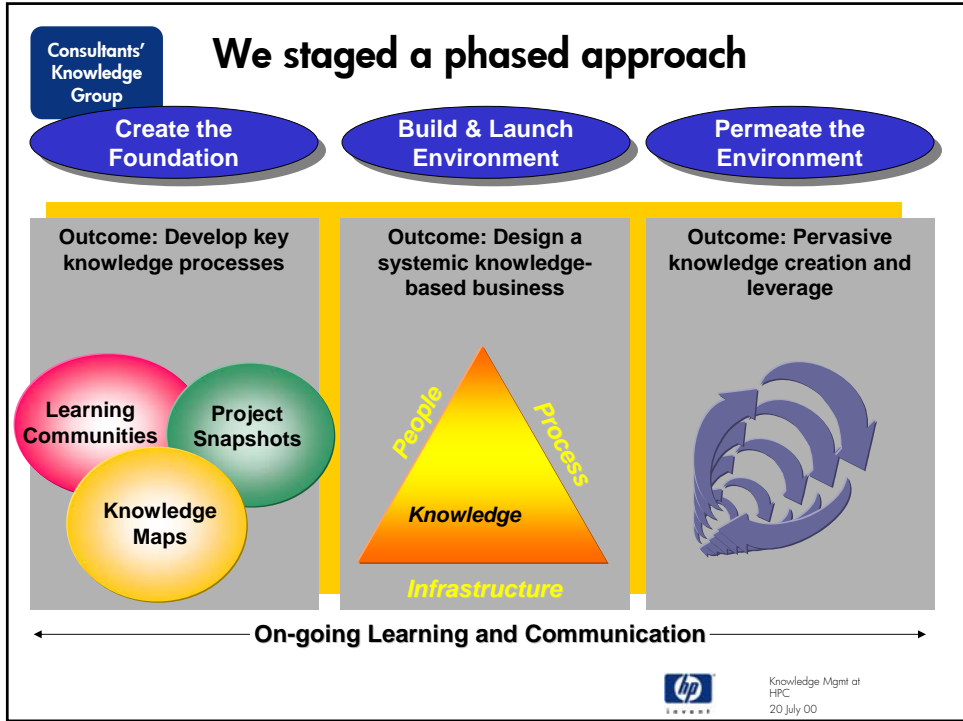 Consultants'
Knowledge
Group
We staged a phased approach
Create the
Foundation
Build & Launch
Environment
Permeate the
Environment
Outcome: Develop key
knowledge processes
Learning
Communities
Project
Snapshots
Knowledge
Maps
Outcome: Design a
systemic knowledge-
based business
People
Process
Knowledge
Infrastructure
Outcome: Pervasive
knowledge creation and
leverage
On-going Learning and Communication
hp
invent
Knowledge Mgmt at
HPC
20 July 00